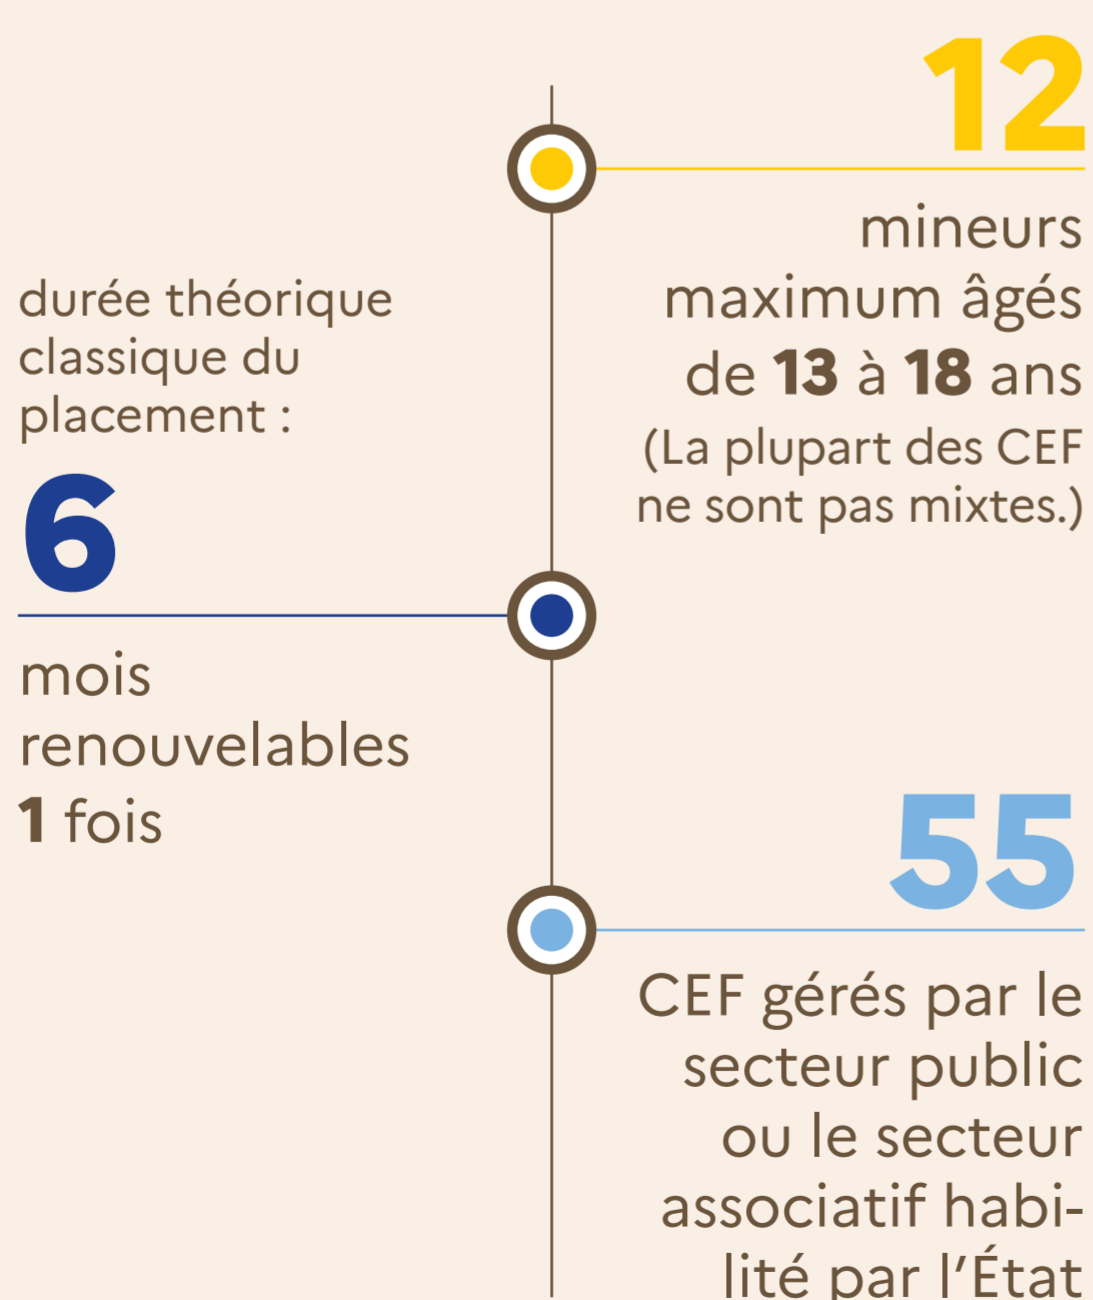 12
mineurs
maximum âgés
de 13 à 18 ans
(La plupart des CEF
ne sont pas mixtes.)
durée théorique
classique du
placement :
6
mois
renouvelables
1 fois
55
CEF gérés par le
secteur public
ou le secteur
associatif habi-
lité par l’État